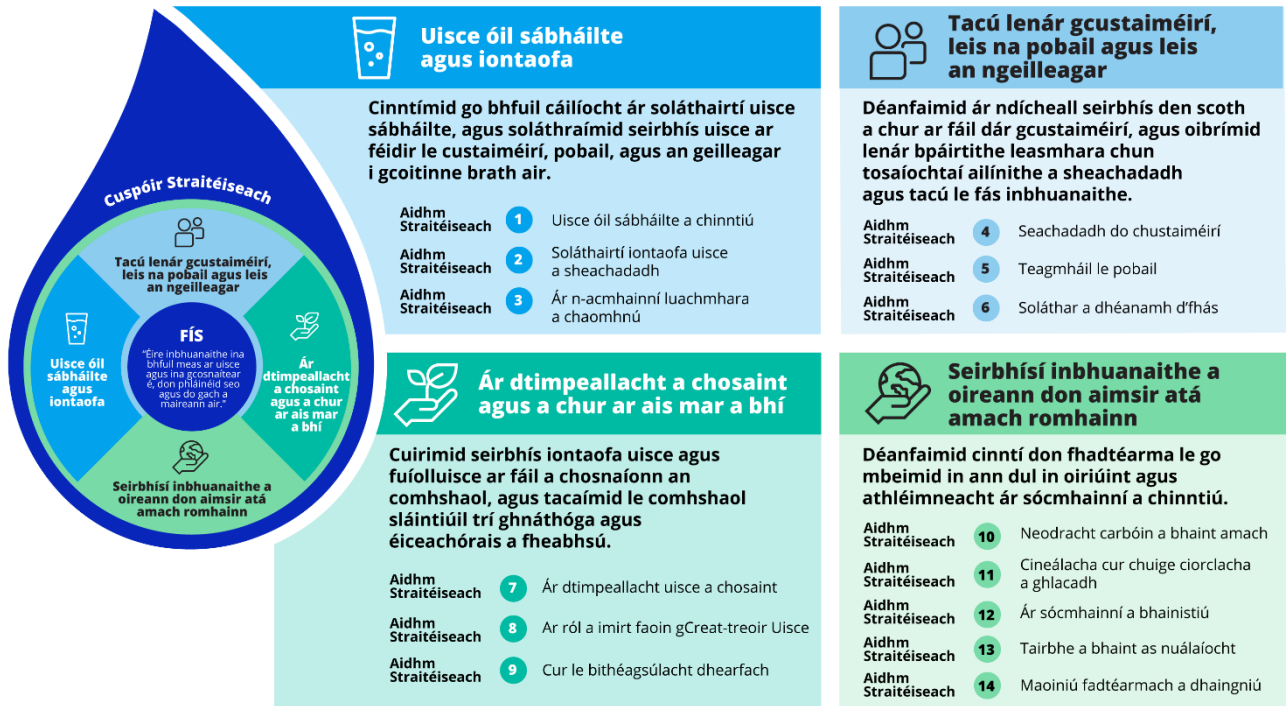 Cuspóir Straitéiseach
Tacú lenár gcustaiméirí,
leis na pobail agus leis
an ngeilleagar
Uisce óil
sábháilte
agus
iontaofa
FÍS
“Éire inbhuanaithe ina
bhfuil meas ar uisce
agus ina gcosnaítear
é, don phláinéid seo
agus do gach a
maireann air.”
Ár
dtimpeallacht
a chosaint
agus a chur
ar ais mar
a bhí
Seirbhísí inbhuanaithe a
oireann don aimsir atá
amach romhainn
Uisce óil sábháilte
agus iontaofa
Cinntímid go bhfuil cáilíocht ár soláthairtí uisce
sábháilte, agus soláthraímid seirbhís uisce ar
féidir le custaiméirí, pobail, agus an geilleagar
i gcoitinne brath air.
Aidhm
Straitéiseach
1
Uisce óil sábháilte a chinntiú
Aidhm
Straitéiseach
2
Soláthairtí iontaofa uisce
a sheachadadh
Aidhm
Straitéiseach
3
Ár n-acmhainní luachmhara
a chaomhnú
Tacú lenár gcustaiméirí,
leis na pobail agus leis
an ngeilleagar
Déanfaimid ár ndícheall seirbhís den scoth
a chur ar fáil dár gcustaiméirí, agus oibrímid
lenár bpáirtithe leasmhara chun
tosaíochtaí ailínithe a sheachadadh
agus tacú le fás inbhuanaithe.
Aidhm
Straitéiseach
4
Seachadadh do chustaiméirí
Aidhm
Straitéiseach
5
Teagmháil le pobail
Aidhm
Straitéiseach
6
Soláthar a dhéanamh d’fhás
Ár dtimpeallacht a chosaint
agus a chur ar ais mar a bhí
Cuirimid seirbhís iontaofa uisce agus
fuíolluisce ar fáil a chosnaíonn an
comhshaol, agus tacaímid le comhshaol
sláintiúil trí ghnáthóga agus
éiceachórais a fheabhsú.
Aidhm
Straitéiseach
7
Ár dtimpeallacht uisce a chosaint
Aidhm
Straitéiseach
8
Ar ról a imirt faoin gCreat-treoir Uisce
Aidhm
Straitéiseach
9
Cur le bithéagsúlacht dhearfach
Seirbhísí inbhuanaithe a
oireann don aimsir atá
amach romhainn
Déanfaimid cinntí don fhadtéarma le go
mbeimid in ann dul in oiriúint agus
athléimneacht ár sócmhainní a chinntiú.
Aidhm
Straitéiseach
10
Neodracht carbóin a bhaint amach
Aidhm
Straitéiseach
11
Cineálacha cur chuige ciorclacha
a ghlacadh
Aidhm
Straitéiseach
12
Ár sócmhainní a bhainistiú
Aidhm
Straitéiseach
13
Tairbhe a bhaint as nuálaíocht
Aidhm
Straitéiseach
14
Maoiniú fadtéarmach a dhaingniú